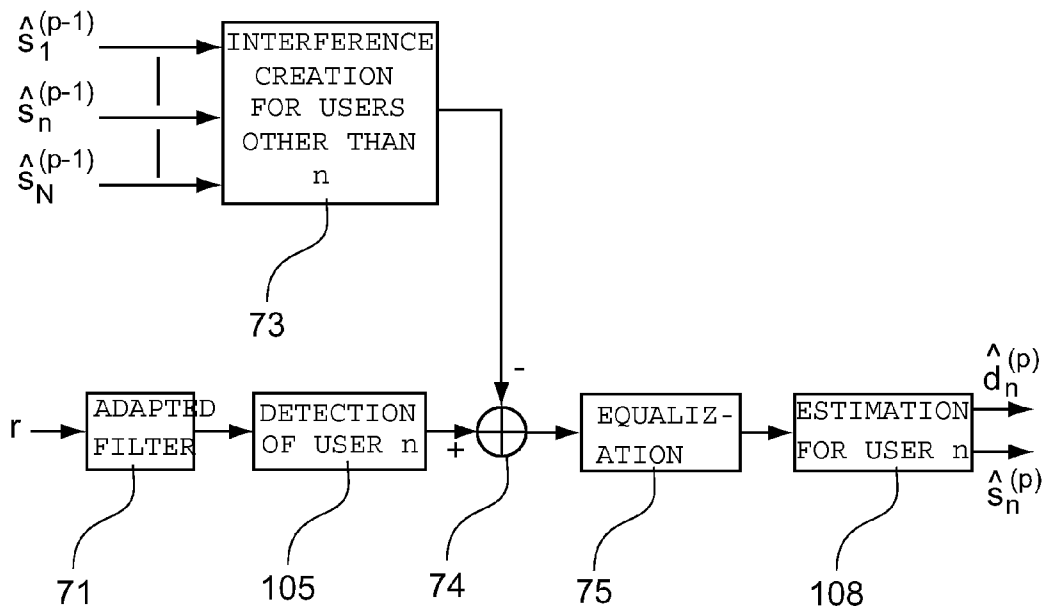 ŝ₁⁽ᵖ⁻¹⁾
ŝₙ⁽ᵖ⁻¹⁾
ŝ_N⁽ᵖ⁻¹⁾
INTERFERENCE
CREATION
FOR USERS
OTHER THAN
n
73
-
r
ADAPTED
FILTER
71
DETECTION
OF USER n
105
+
74
EQUALIZ-
ATION
75
ESTIMATION
FOR USER n
108
d̂ₙ⁽ᵖ⁾
ŝₙ⁽ᵖ⁾